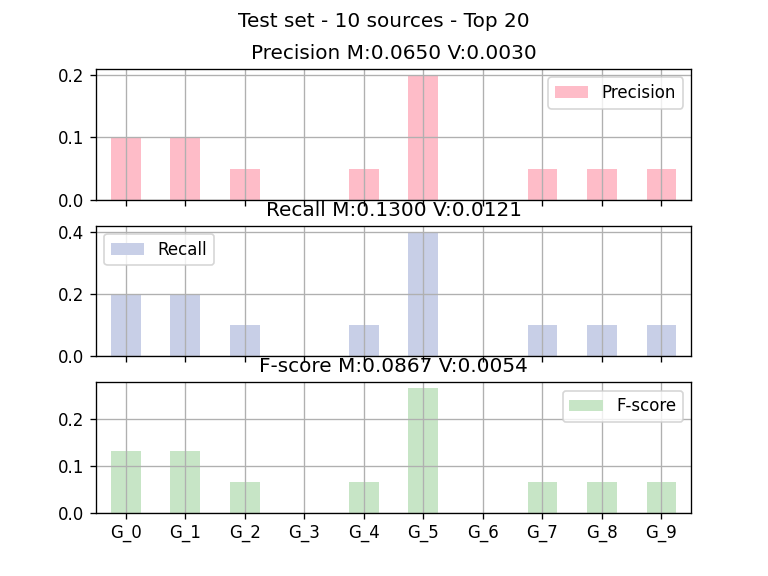 Test set - 10 sources - Top 20
Precision M:0.0650 V:0.0030
0.2
0.1
0.0
Precision
Recall M:0.1300 V:0.0121
0.4
0.2
0.0
Recall
F-score M:0.0867 V:0.0054
0.2
0.1
0.0
F-score
G_0 G_1 G_2 G_3 G_4 G_5 G_6 G_7 G_8 G_9